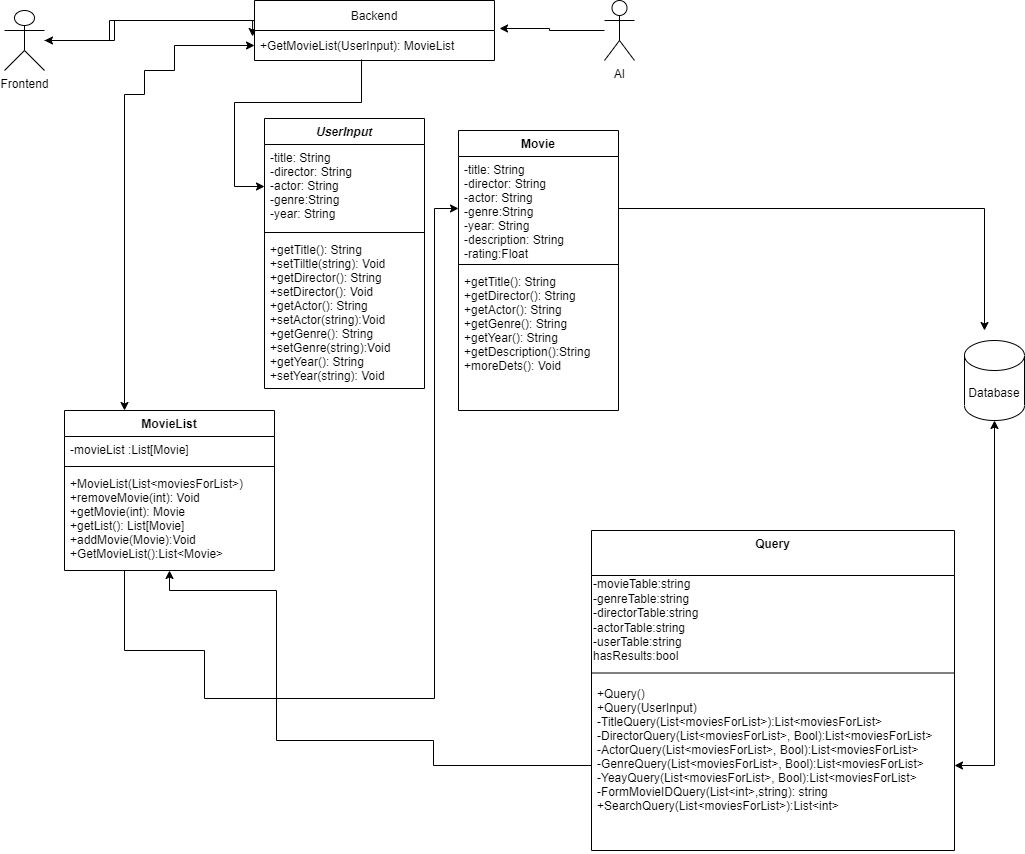 Backend
+GetMovieList(UserInput): MovieList
Frontend
AI
UserInput
-title: String
-director: String
-actor: String
-genre:String
-year: String
+getTitle(): String
+setTiltle(string): Void
+getDirector(): String
+setDirector(): Void
+getActor(): String
+setActor(string):Void
+getGenre(): String
+setGenre(string):Void
+getYear(): String
+setYear(string): Void
Movie
-title: String
-director: String
-actor: String
-genre:String
-year: String
-description: String
-rating:Float
+getTitle(): String
+getDirector(): String
+getActor(): String
+getGenre(): String
+getYear(): String
+getDescription():String
+moreDets(): Void
Database
MovieList
-movieList :List[Movie]
+MovieList(List<moviesForList>)
+removeMovie(int): Void
+getMovie(int): Movie
+getList(): List[Movie]
+addMovie(Movie):Void
+GetMovieList():List<Movie>
Query
-movieTable:string
-genreTable:string
-directorTable:string
-actorTable:string
-userTable:string
hasResults:bool
+Query()
+Query(UserInput)
-TitleQuery(List<moviesForList>):List<moviesForList>
-DirectorQuery(List<moviesForList>, Bool):List<moviesForList>
-ActorQuery(List<moviesForList>, Bool):List<moviesForList>
-GenreQuery(List<moviesForList>, Bool):List<moviesForList>
-YeayQuery(List<moviesForList>, Bool):List<moviesForList>
-FormMovieIDQuery(List<int>,string): string
+SearchQuery(List<moviesForList>):List<int>